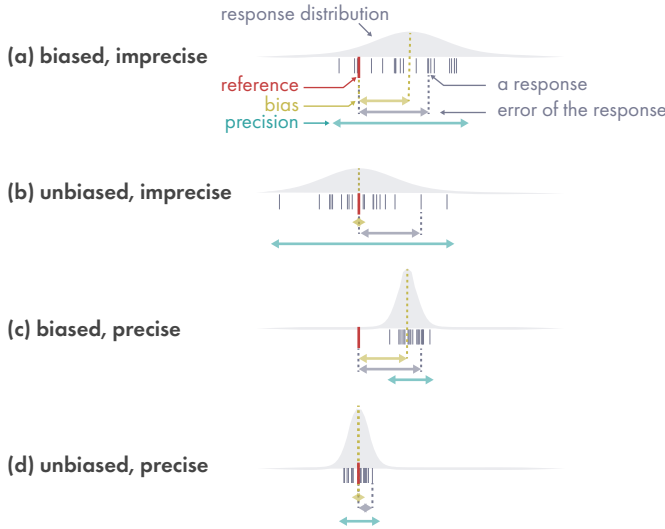 response distribution
(a) biased, imprecise
reference
a response
bias
error of the response
precision
(b) unbiased, imprecise
(c) biased, precise
(d) unbiased, precise